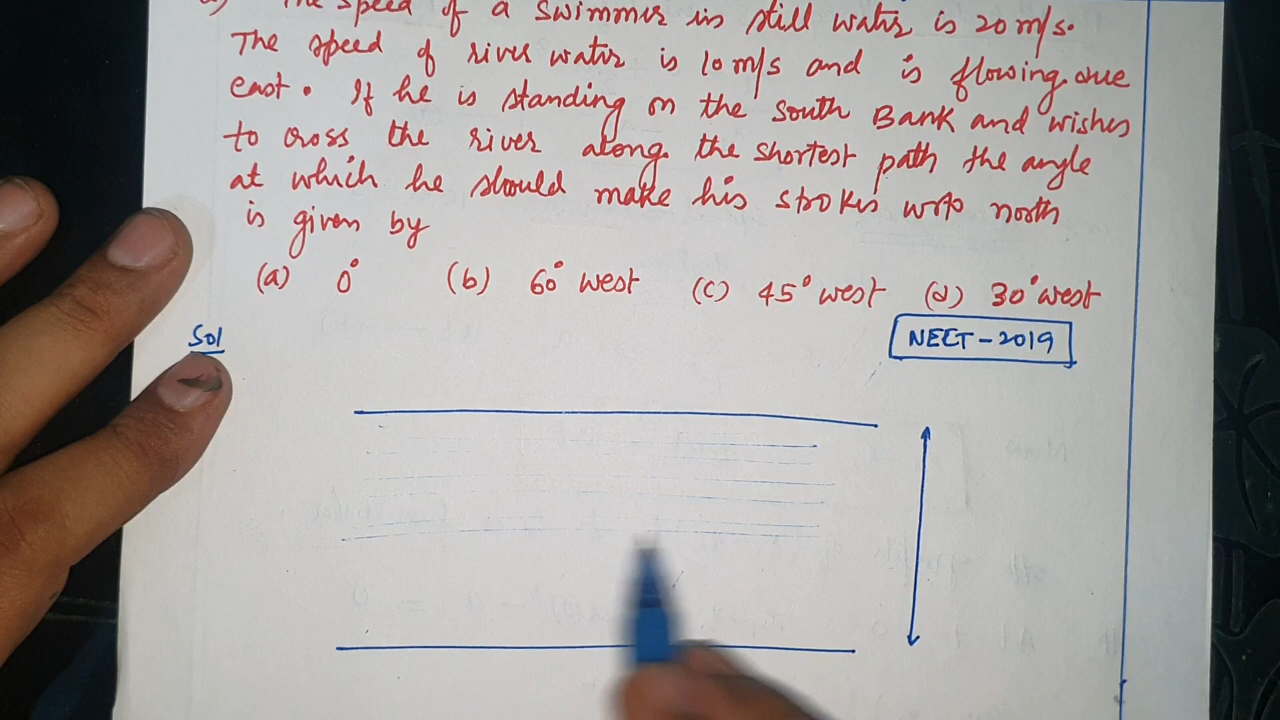 The speed of a swimmer in still water is 20 m/s.
The speed of river water is 10 m/s and is flowing due
east. If he is standing on the south Bank and wishes
to cross the river along the shortest path the angle
at which he should make his strokes w.r.to north
is given by
(a) 0° (b) 60° west (c) 45° west (d) 30° west
Sol
NEET-2019